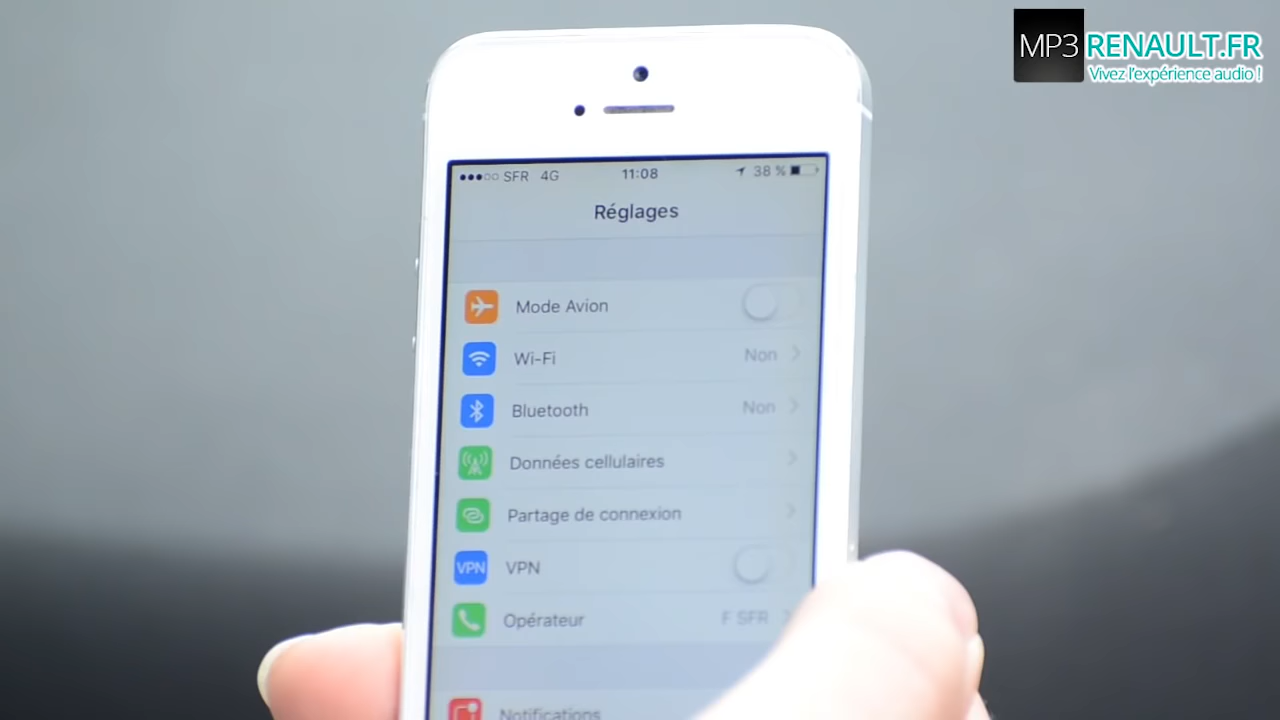 MP3 RENAULT.FR
Vivez l'expérience audio !
SFR 4G 11:08 38 %
Réglages
Mode Avion
Wi-Fi Non
Bluetooth Non
Données cellulaires
Partage de connexion
VPN VPN
Opérateur F SFR
Notifications